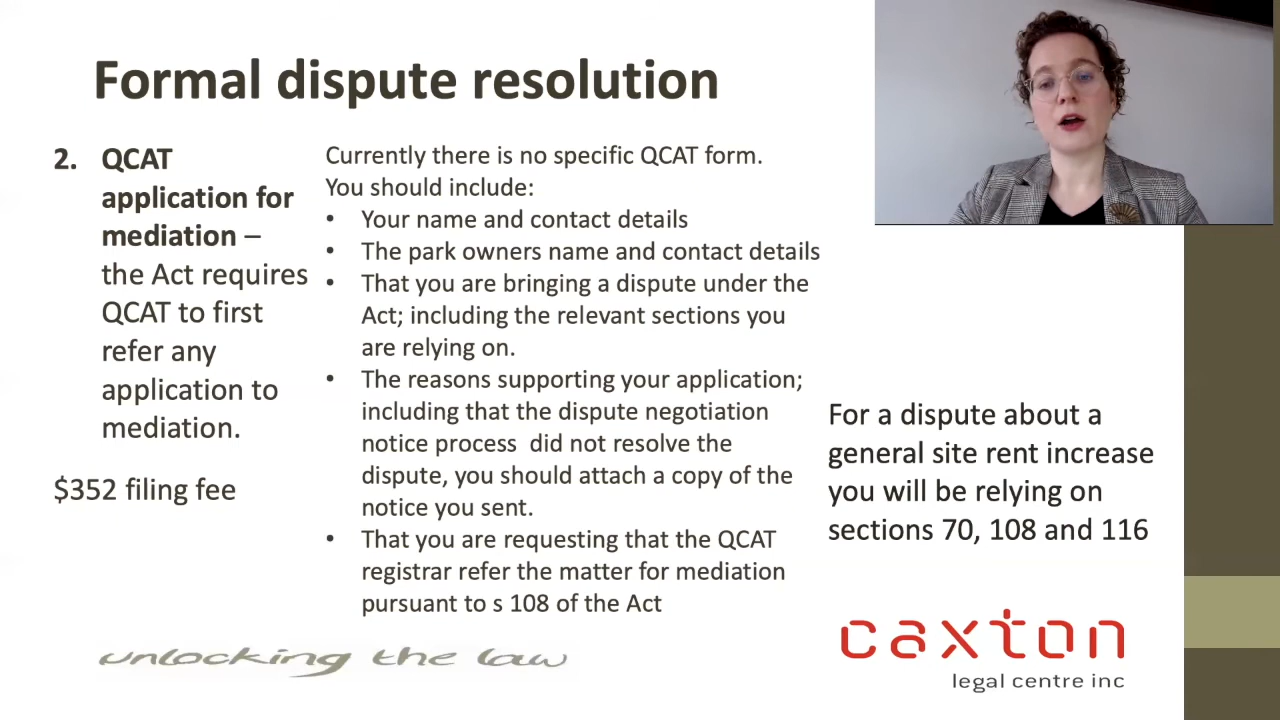 Formal dispute resolution
2. QCAT
application for
mediation –
the Act requires
QCAT to first
refer any
application to
mediation.
$352 filing fee
Currently there is no specific QCAT form.
You should include:
• Your name and contact details
• The park owners name and contact details
• That you are bringing a dispute under the
Act; including the relevant sections you
are relying on.
• The reasons supporting your application;
including that the dispute negotiation
notice process did not resolve the
dispute, you should attach a copy of the
notice you sent.
• That you are requesting that the QCAT
registrar refer the matter for mediation
pursuant to s 108 of the Act
For a dispute about a
general site rent increase
you will be relying on
sections 70, 108 and 116
unlocking the law
caxton
legal centre inc